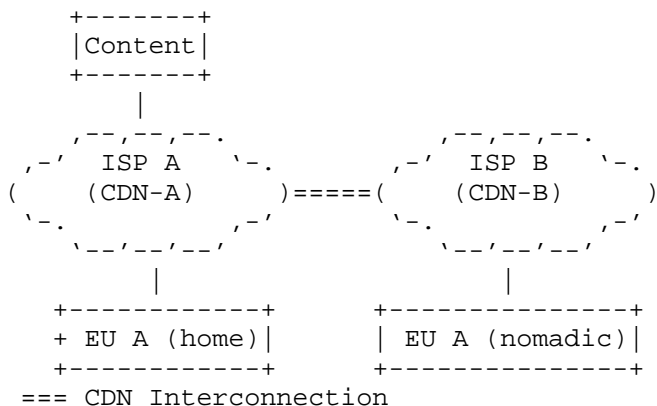 +-------+
|Content|
+-------+
|
,--,--,--. ,--,--,--.
,-' ISP A `-. ,-' ISP B `-.
( (CDN-A) )=====( (CDN-B) )
`-. ,-' `-. ,-'
`--'--'--' `--'--'--'
| |
+------------+ +---------------+
+ EU A (home)| | EU A (nomadic)|
+------------+ +---------------+
=== CDN Interconnection